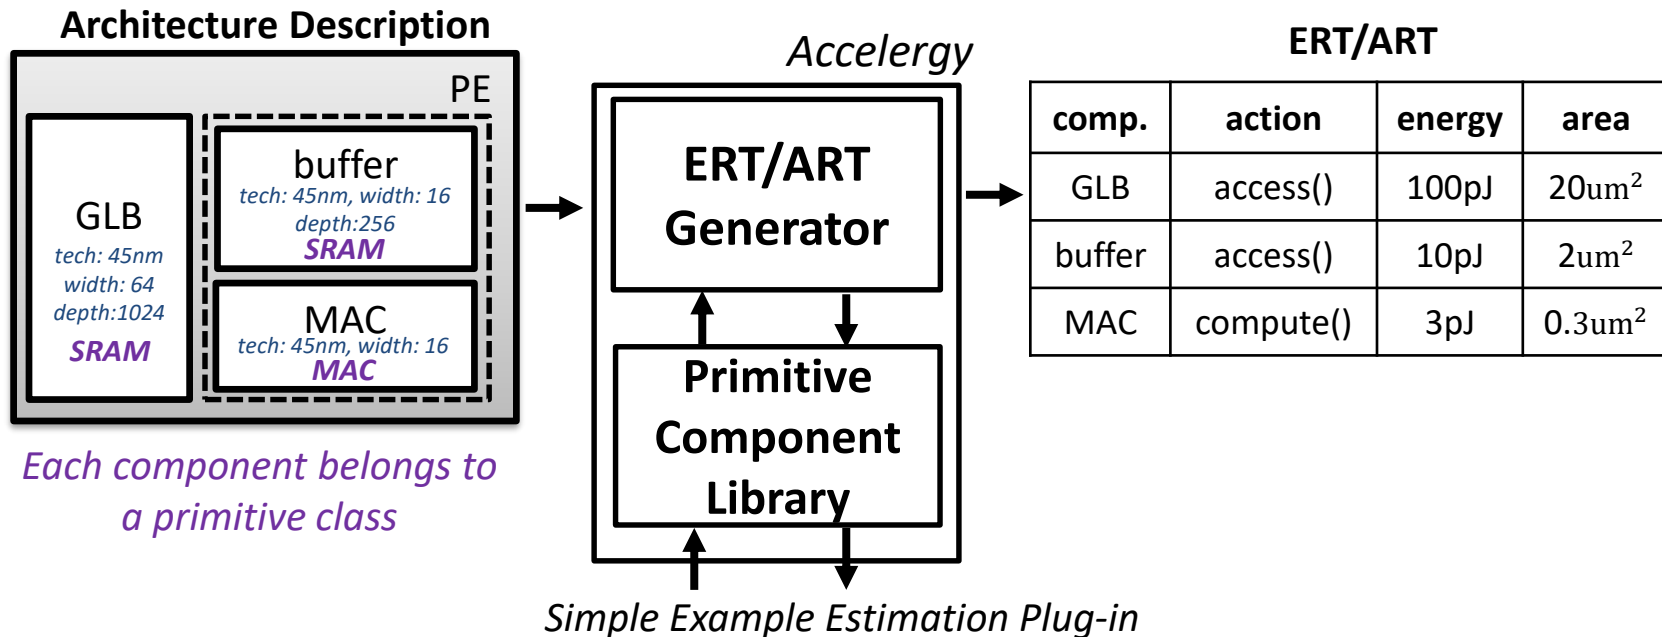 Architecture Description
PE
GLB
tech: 45nm
width: 64
depth:1024
SRAM
buffer
tech: 45nm, width: 16
depth:256
SRAM
MAC
tech: 45nm, width: 16
MAC
Each component belongs to
a primitive class
Accelergy
ERT/ART
Generator
Primitive
Component
Library
Simple Example Estimation Plug-in
ERT/ART
comp. action energy area
GLB access() 100pJ 20um²
buffer access() 10pJ 2um²
MAC compute() 3pJ 0.3um²